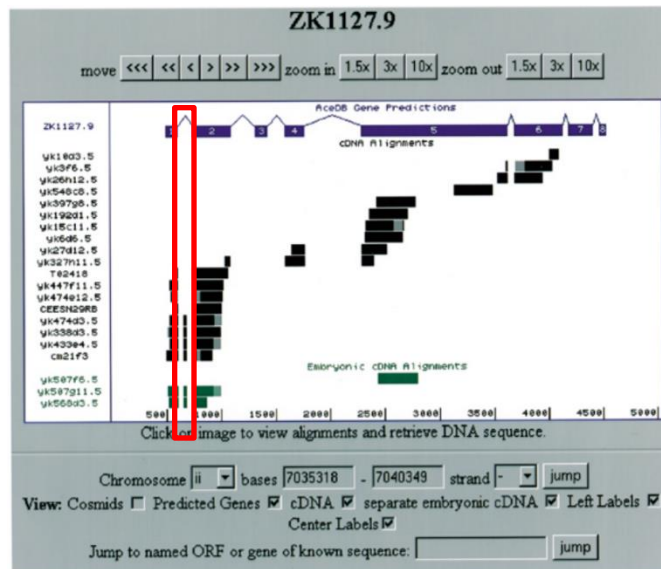 ZK1127.9
move <<< << < > >> >>> zoom in 1.5x 3x 10x zoom out 1.5x 3x 10x
AceDB Gene Predictions
ZK1127.9 1 2 3 4 5 6 7 8
cDNA Alignments
yk10d3.5
yk3f6.5
yk26h12.5
yk548c8.5
yk397g8.5
yk192d1.5
yk15c11.5
yk6d6.5
yk27d12.5
yk327h11.5
T02418
yk447f11.5
yk474e12.5
CEESN29RB
yk474d3.5
yk338d3.5
yk433e4.5
cm21f3
Embryonic cDNA Alignments
yk507f6.5
yk507g11.5
yk568d3.5
500 1000 1500 2000 2500 3000 3500 4000 4500 5000
Click on image to view alignments and retrieve DNA sequence.
Chromosome ii bases 7035318 - 7040349 strand - jump
View: Cosmids Predicted Genes cDNA separate embryonic cDNA Left Labels
Center Labels
Jump to named ORF or gene of known sequence: jump